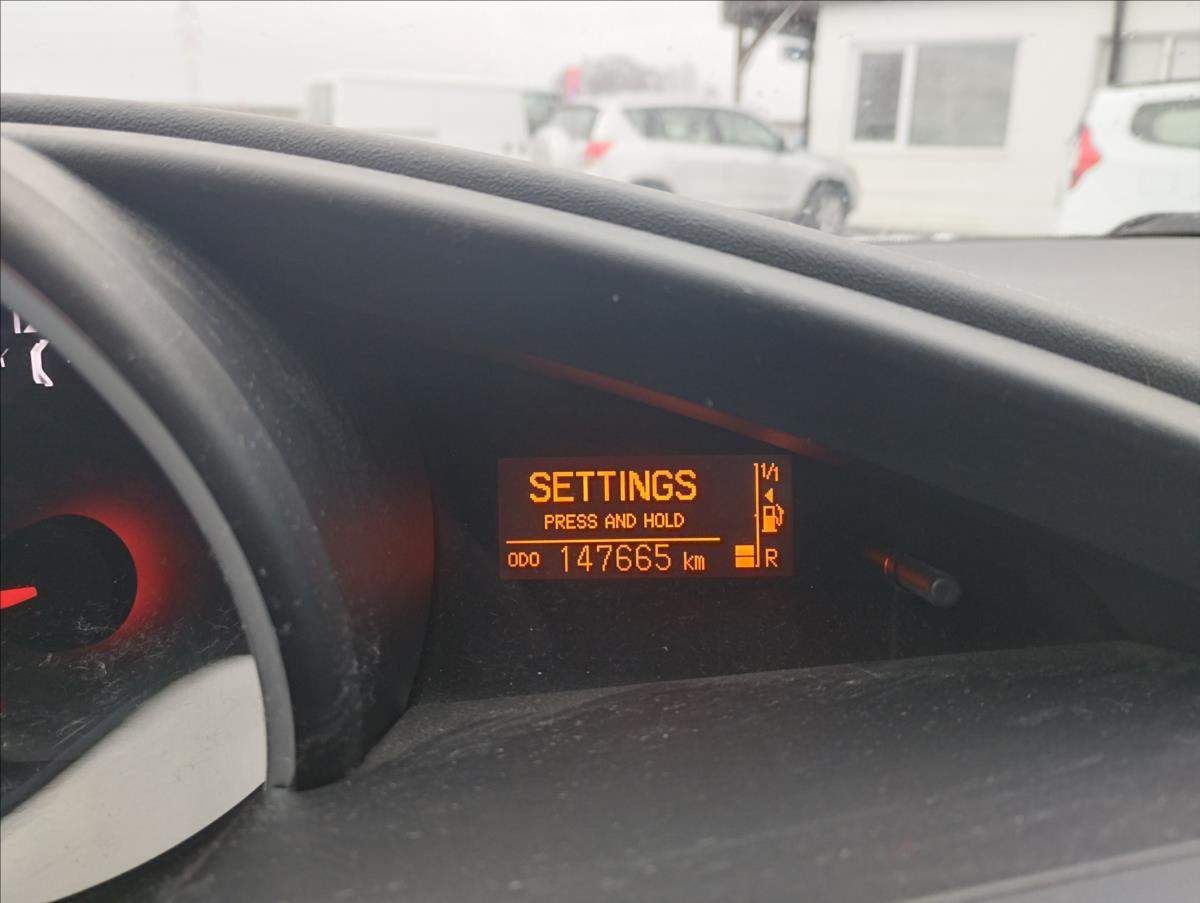 SETTINGS
PRESS AND HOLD
ODO 147665 km
1/1
R